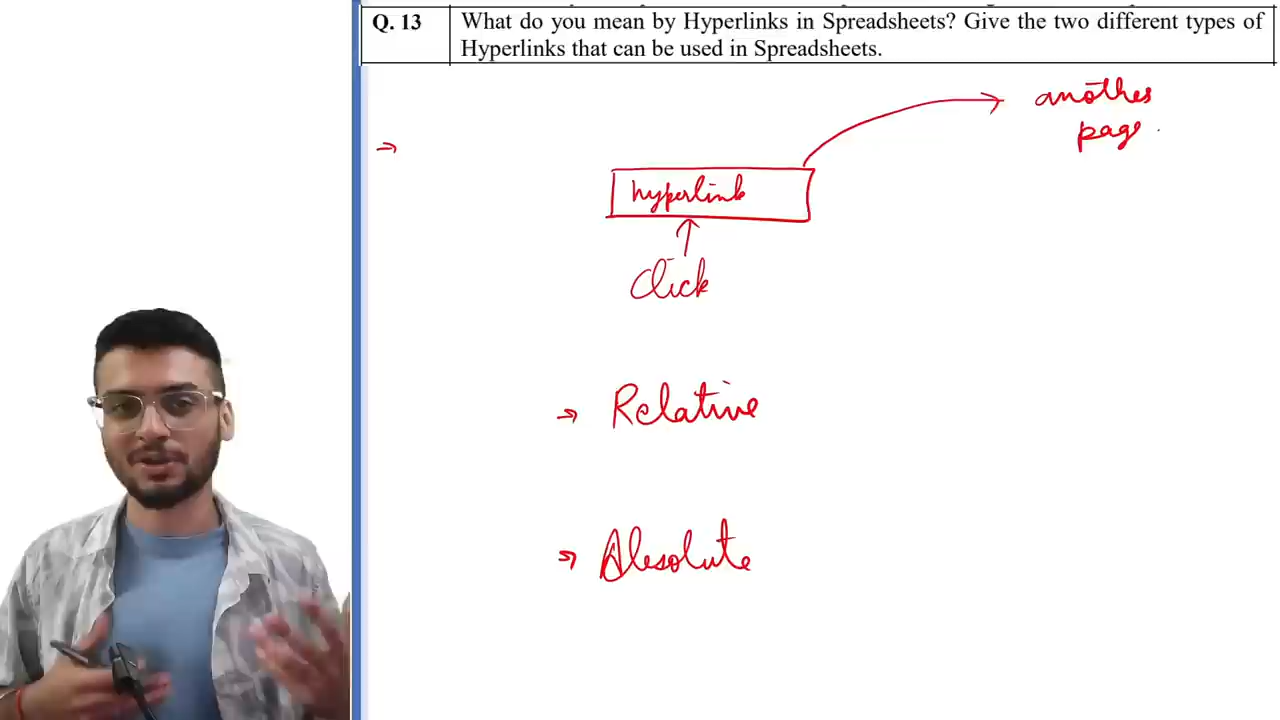 Q. 13
What do you mean by Hyperlinks in Spreadsheets? Give the two different types of
Hyperlinks that can be used in Spreadsheets.
another
page
hyperlink
Click
→ Relative
→ Absolute